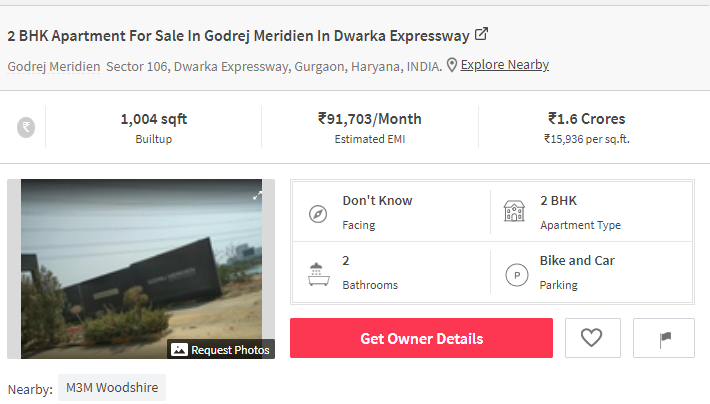 2 BHK Apartment For Sale In Godrej Meridien In Dwarka Expressway
Godrej Meridien Sector 106, Dwarka Expressway, Gurgaon, Haryana, INDIA. Explore Nearby
₹
1,004 sqft
Builtup
₹91,703/Month
Estimated EMI
₹1.6 Crores
₹15,936 per sq.ft.
GODREJ MERIDIEN
Request Photos
Don't Know
Facing
2 BHK
Apartment Type
2
Bathrooms
P
Bike and Car
Parking
Get Owner Details
Nearby: M3M Woodshire